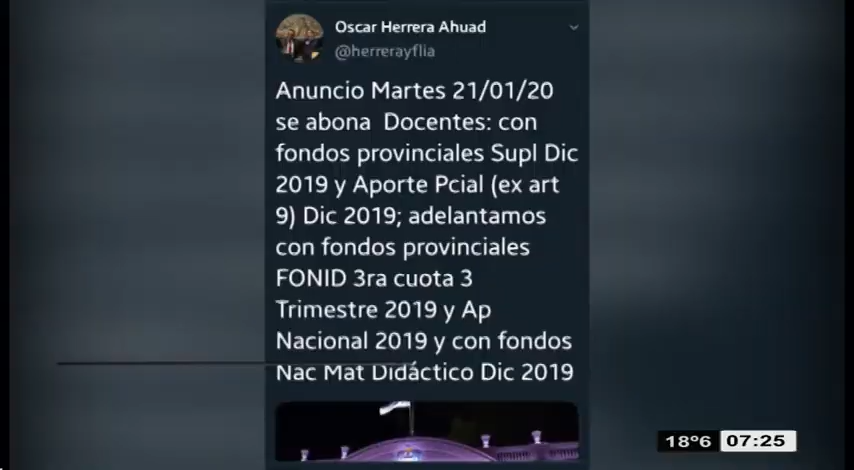 Oscar Herrera Ahuad
@herrerayflia
Anuncio Martes 21/01/20
se abona Docentes: con
fondos provinciales Supl Dic
2019 y Aporte Pcial (ex art
9) Dic 2019; adelantamos
con fondos provinciales
FONID 3ra cuota 3
Trimestre 2019 y Ap
Nacional 2019 y con fondos
Nac Mat Didáctico Dic 2019
18º6 07:25